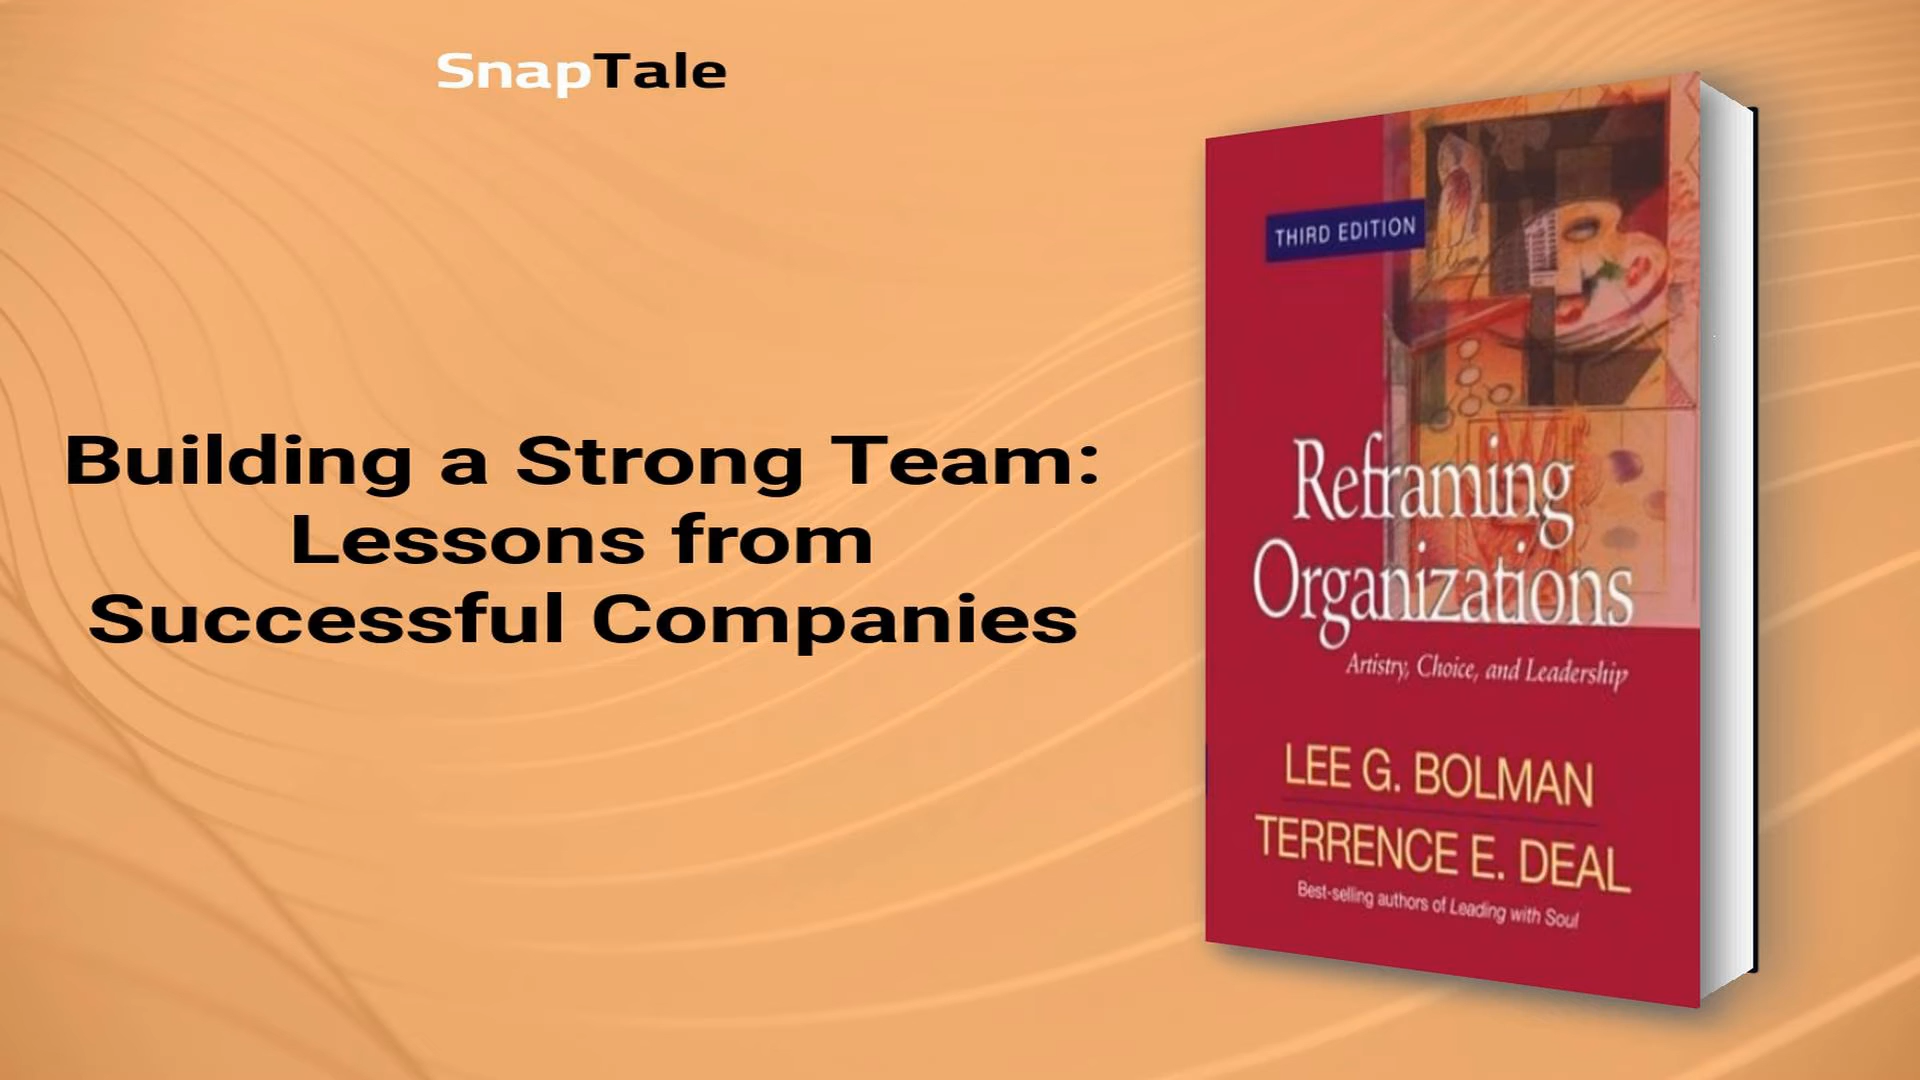 SnapTale
Building a Strong Team:
Lessons from
Successful Companies
THIRD EDITION
Reframing
Organizations
Artistry, Choice, and Leadership
LEE G. BOLMAN
TERRENCE E. DEAL
Best-selling authors of Leading with Soul